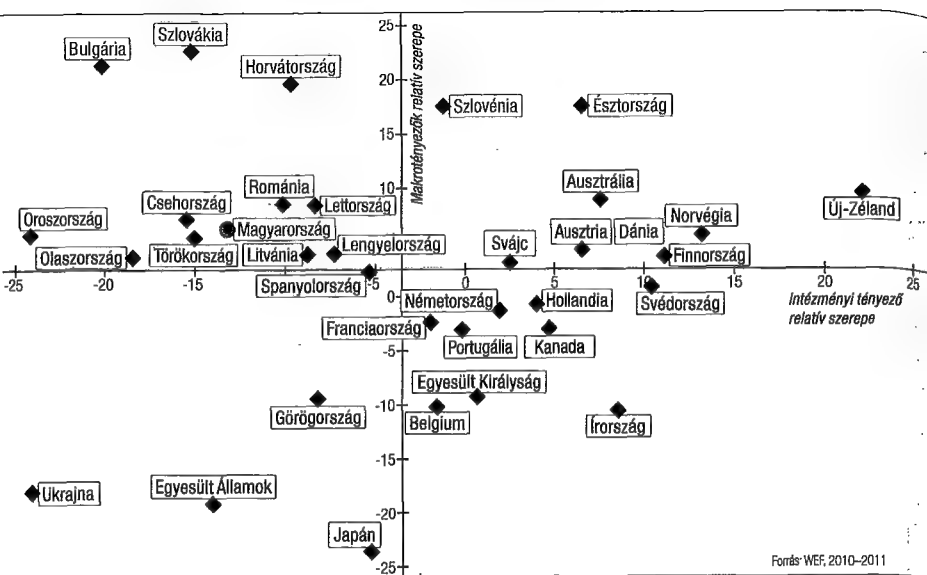 25
Szlovákia
Bulgária
Makrotényezők relatív szerepe
Horvátország
20
Szlovénia
Észtország
15
Ausztrália
Románia
10
Csehország
Lettország
Új-Zéland
Oroszország
Norvégia
Magyarország
Ausztria
Dánia
Svájc
Lengyelország
Olaszország
Törökország
Litvánia
Finnország
-25
-20
-15
-10
-5
0
5
10
15
20
25
Spanyolország
Németország
0
Hollandia
Svédország
Intézményi tényező
relatív szerepe
Franciaország
Portugália
Kanada
-5
Egyesült Királyság
-10
Görögország
Belgium
Írország
-15
Ukrajna
Egyesült Államok
-20
Japán
-25
Forrás: WEF, 2010–2011